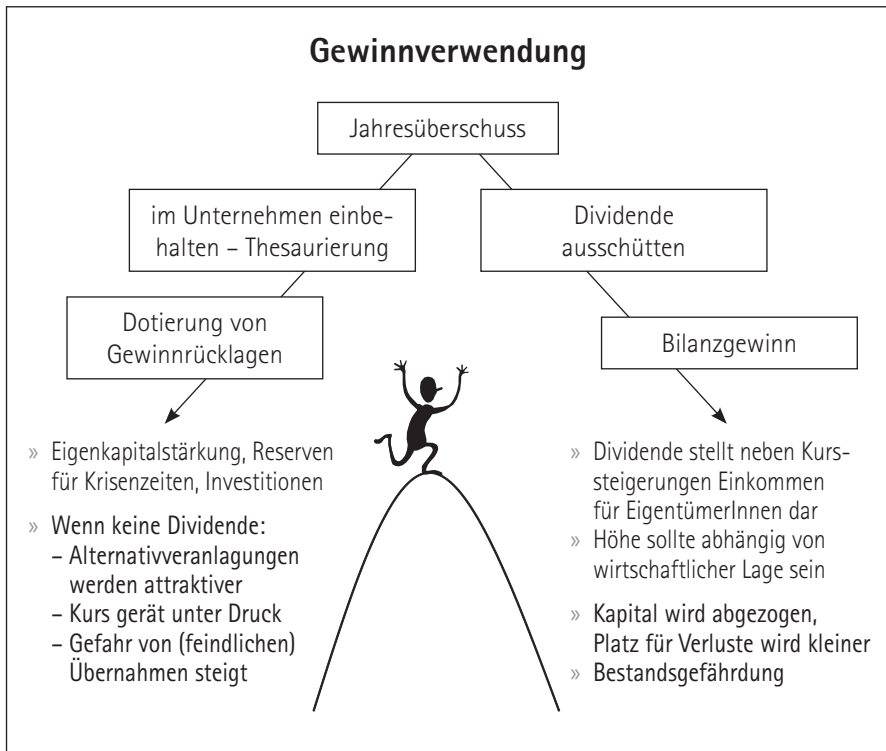 Gewinnverwendung
Jahresüberschuss
im Unternehmen einbe-
halten – Thesaurierung
Dividende
ausschütten
Dotierung von
Gewinnrücklagen
Bilanzgewinn
» Eigenkapitalstärkung, Reserven
für Krisenzeiten, Investitionen
» Wenn keine Dividende:
– Alternativveranlagungen
werden attraktiver
– Kurs gerät unter Druck
– Gefahr von (feindlichen)
Übernahmen steigt
» Dividende stellt neben Kurs-
steigerungen Einkommen
für EigentümerInnen dar
» Höhe sollte abhängig von
wirtschaftlicher Lage sein
» Kapital wird abgezogen,
Platz für Verluste wird kleiner
» Bestandsgefährdung